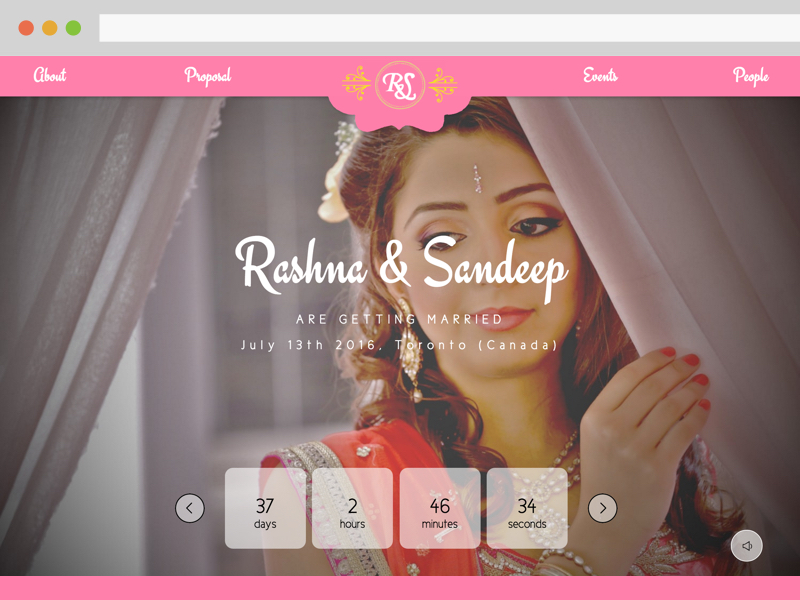 About Proposal R&S Events People
Rashna & Sandeep
ARE GETTING MARRIED
July 13th 2016, Toronto (Canada)
37 2 46 34
days hours minutes seconds